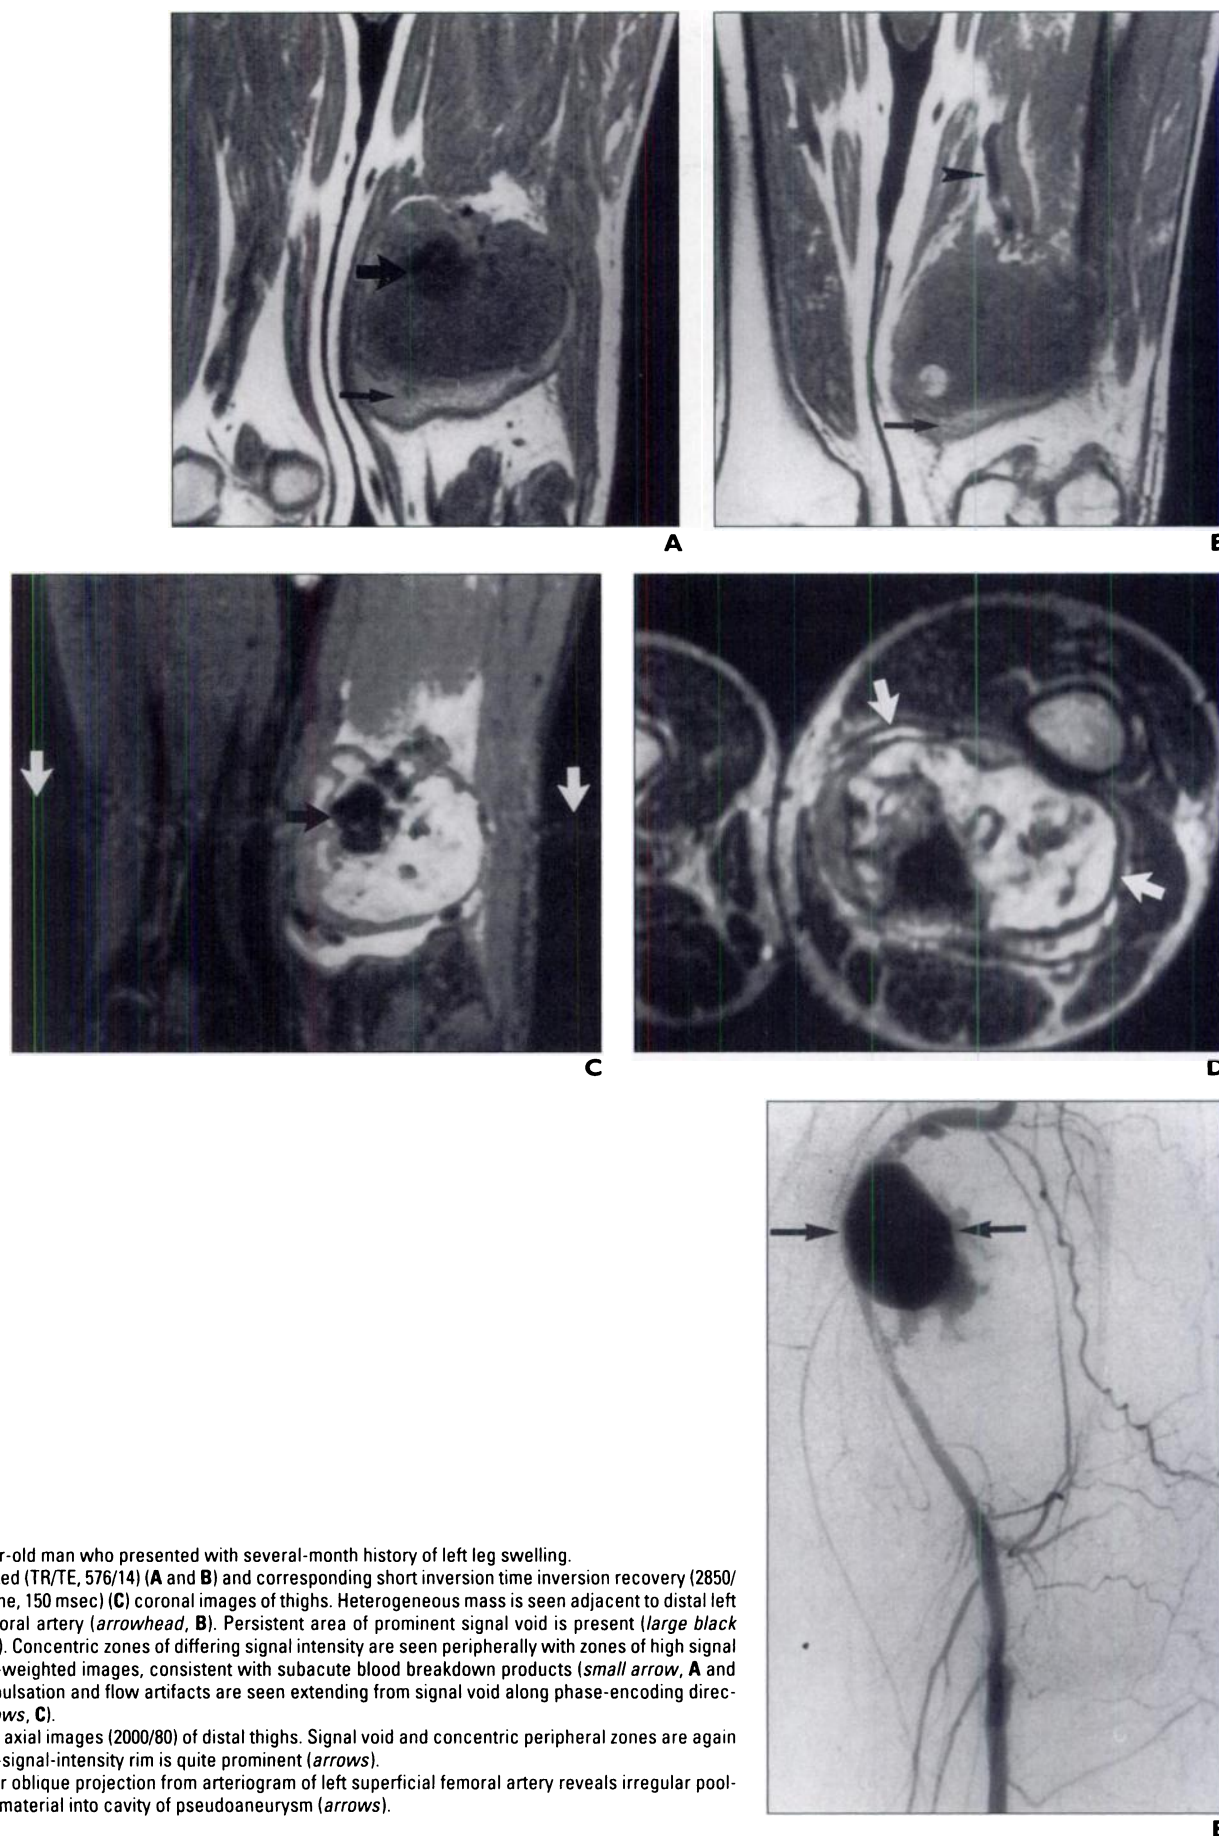 A
C
r-old man who presented with several-month history of left leg swelling.
ed (TR/TE, 576/14) (A and B) and corresponding short inversion time inversion recovery (2850/
ne, 150 msec) (C) coronal images of thighs. Heterogeneous mass is seen adjacent to distal left
oral artery (arrowhead, B). Persistent area of prominent signal void is present (large black
). Concentric zones of differing signal intensity are seen peripherally with zones of high signal
-weighted images, consistent with subacute blood breakdown products (small arrow, A and
pulsation and flow artifacts are seen extending from signal void along phase-encoding direc-
ws, C).
axial images (2000/80) of distal thighs. Signal void and concentric peripheral zones are again
-signal-intensity rim is quite prominent (arrows).
r oblique projection from arteriogram of left superficial femoral artery reveals irregular pool-
material into cavity of pseudoaneurysm (arrows).